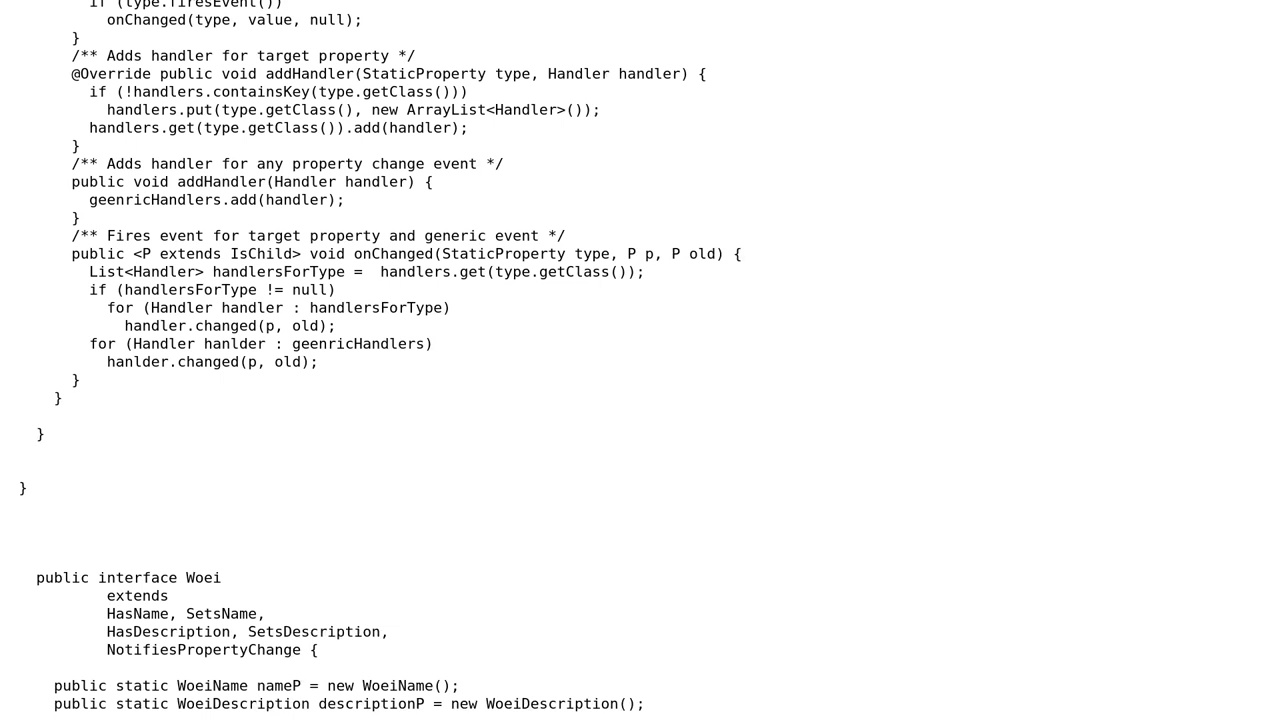 if (type.firesEvent())
onChanged(type, value, null);
}
/** Adds handler for target property */
@Override public void addHandler(StaticProperty type, Handler handler) {
if (!handlers.containsKey(type.getClass()))
handlers.put(type.getClass(), new ArrayList<Handler>());
handlers.get(type.getClass()).add(handler);
}
/** Adds handler for any property change event */
public void addHandler(Handler handler) {
geenricHandlers.add(handler);
}
/** Fires event for target property and generic event */
public <P extends IsChild> void onChanged(StaticProperty type, P p, P old) {
List<Handler> handlersForType =  handlers.get(type.getClass());
if (handlersForType != null)
for (Handler handler : handlersForType)
handler.changed(p, old);
for (Handler hanlder : geenricHandlers)
hanlder.changed(p, old);
}
}
}
}
public interface Woei
extends
HasName, SetsName,
HasDescription, SetsDescription,
NotifiesPropertyChange {
public static WoeiName nameP = new WoeiName();
public static WoeiDescription descriptionP = new WoeiDescription();